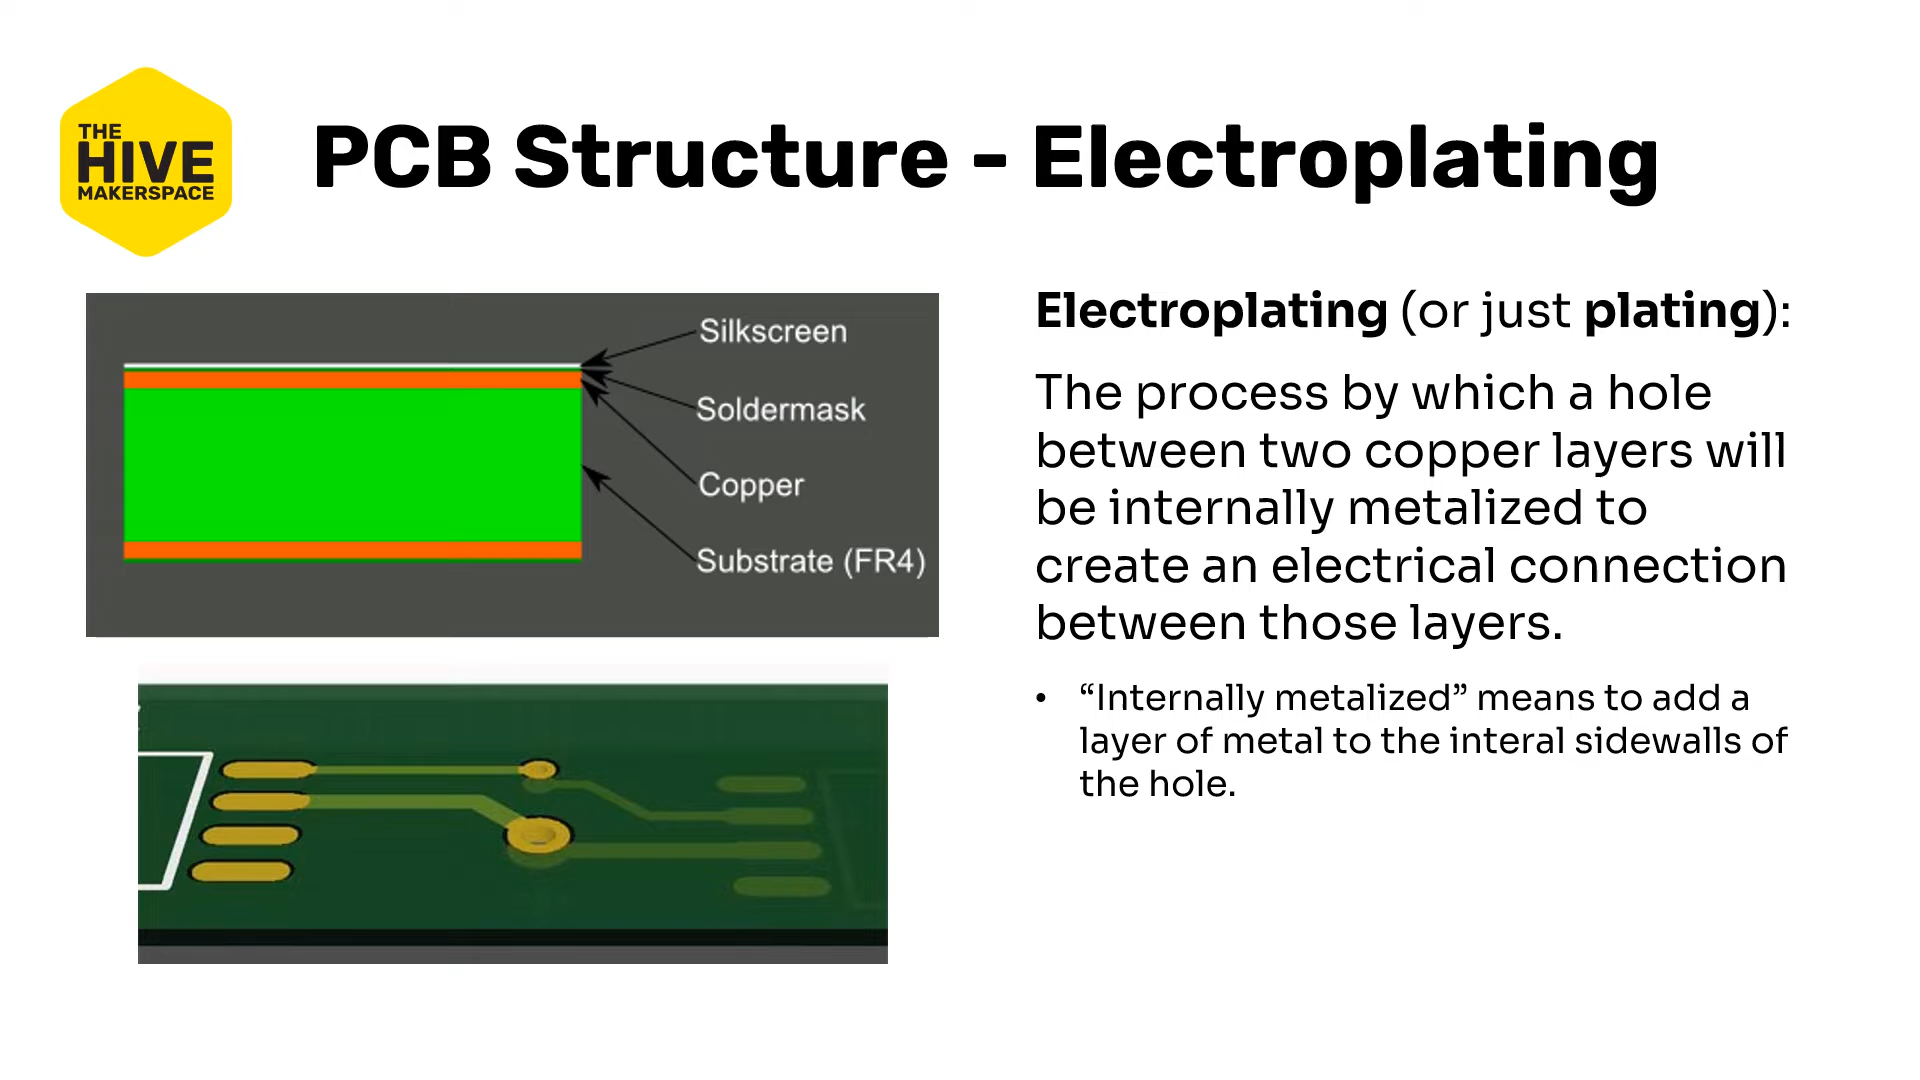 THE
HIVE
MAKERSPACE
PCB Structure - Electroplating
Silkscreen
Soldermask
Copper
Substrate (FR4)
Electroplating (or just plating):
The process by which a hole
between two copper layers will
be internally metalized to
create an electrical connection
between those layers.
• “Internally metalized” means to add a
layer of metal to the interal sidewalls of
the hole.